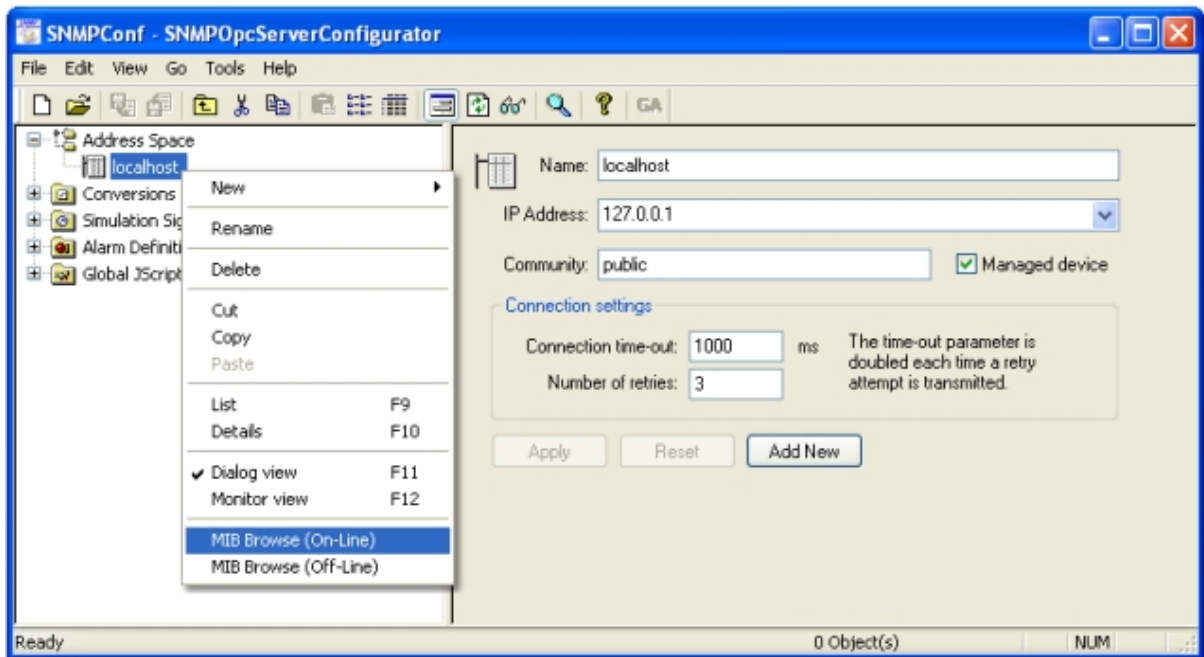 SNMPConf - SNMPOpcServerConfigurator
File Edit View Go Tools Help
GA
Address Space
localhost
Conversions
Simulation Sig
Alarm Definiti
Global JScript
New
Rename
Delete
Cut
Copy
Paste
List F9
Details F10
Dialog view F11
Monitor view F12
MIB Browse (On-Line)
MIB Browse (Off-Line)
Name: localhost
IP Address: 127.0.0.1
Community: public Managed device
Connection settings
Connection time-out: 1000 ms
Number of retries: 3
The time-out parameter is
doubled each time a retry
attempt is transmitted.
Apply Reset Add New
Ready 0 Object(s) NUM